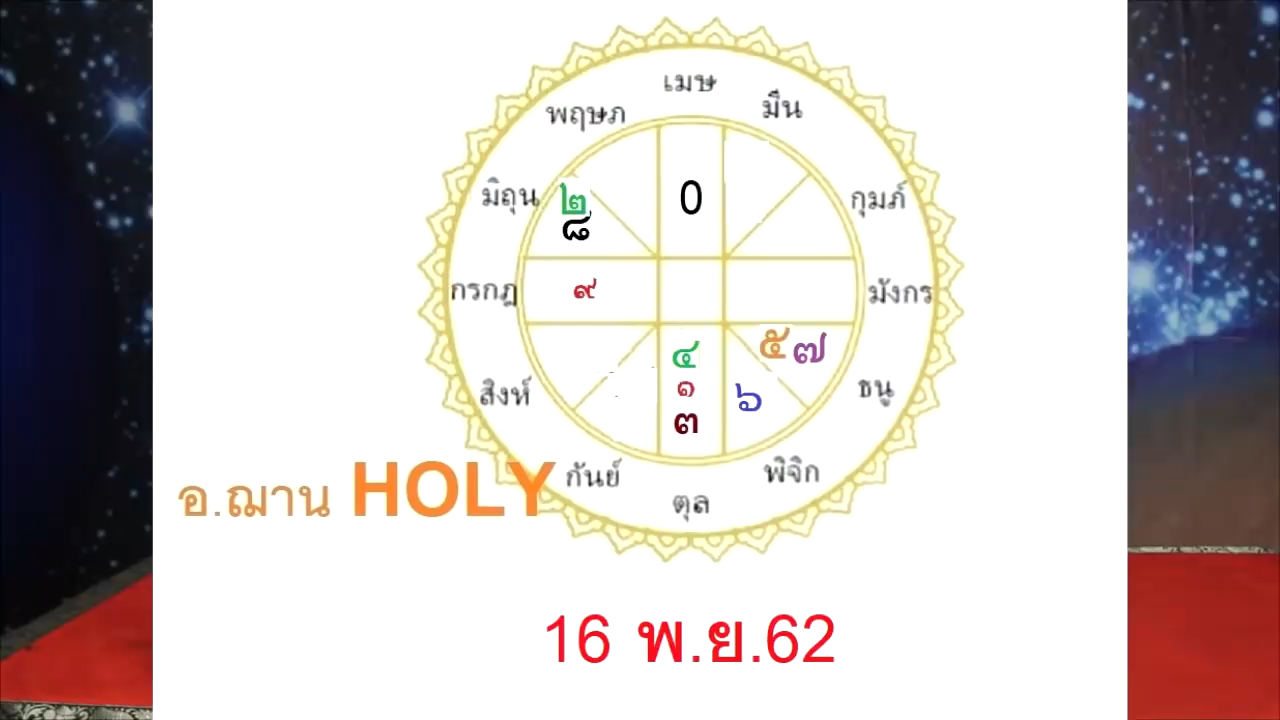 เมษ
พฤษภ
มีน
มิถุน
๒
0
กุมภ์
๘
กรกฎ
๙
มังกร
๔
๕ ๗
๑
สิงห์
๖
ธนู
๓
กันย์
พิจิก
อ.ฌาน HOLY
ตุล
16 พ.ย.62